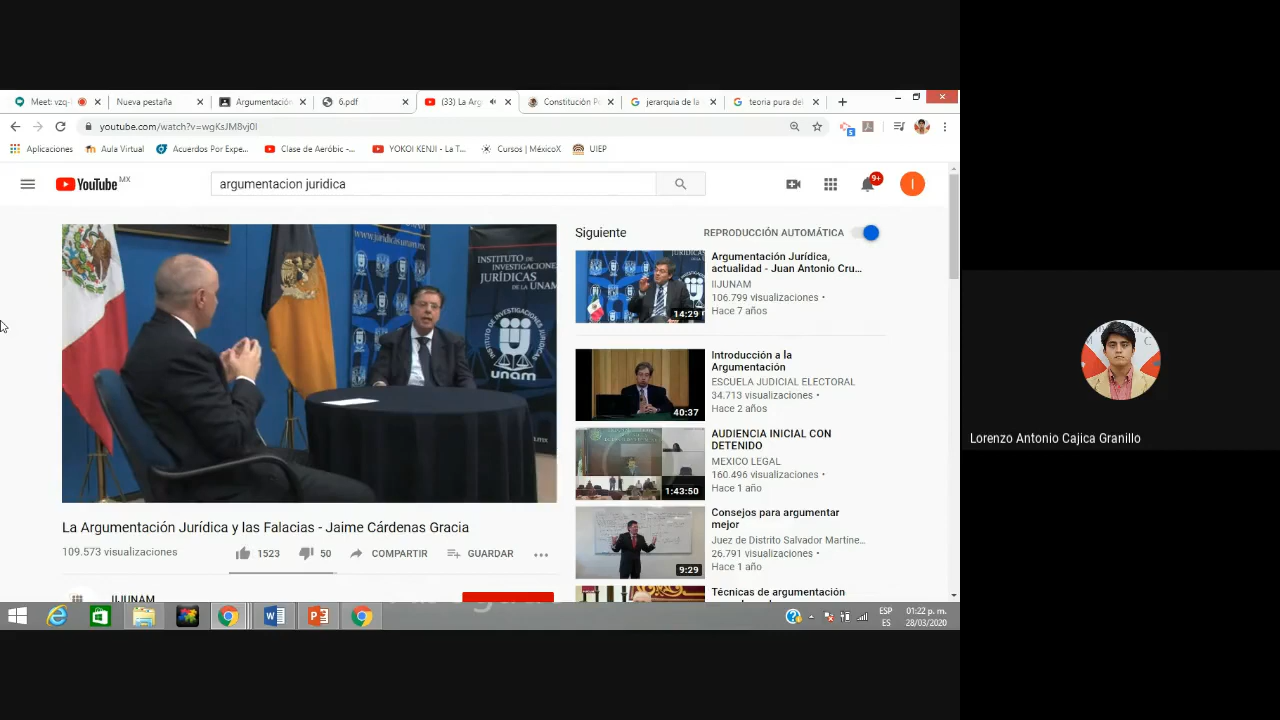 Meet: vzq-
Nueva pestaña
Argumentación
6.pdf
(33) La Arg
Constitución P
jerarquia de la
teoria pura de
youtube.com/watch?v=wgKsJM8vj0I
Aplicaciones
Aula Virtual
Acuerdos Por Expe...
Clase de Aeróbic -...
YOKOI KENJI - La T...
Cursos | MéxicoX
UIEP
YouTube MX
argumentacion juridica
9+
I
www.juridicas.unam.mx
INSTITUTO DE
INVESTIGACIONES
JURÍDICAS
DE LA UNAM
unam
La Argumentación Jurídica y las Falacias - Jaime Cárdenas Gracia
109.573 visualizaciones
1523
50
COMPARTIR
GUARDAR
IIJUNAM
Siguiente
REPRODUCCIÓN AUTOMÁTICA
14:29
Argumentación Jurídica,
actualidad - Juan Antonio Cru...
IIJUNAM
106.799 visualizaciones •
Hace 7 años
40:37
Introducción a la
Argumentación
ESCUELA JUDICIAL ELECTORAL
34.713 visualizaciones •
Hace 2 años
1:43:50
AUDIENCIA INICIAL CON
DETENIDO
MEXICO LEGAL
160.496 visualizaciones •
Hace 1 año
9:29
Consejos para argumentar
mejor
Juez de Distrito Salvador Martine...
26.791 visualizaciones •
Hace 1 año
Técnicas de argumentación
ESP
ES
01:22 p. m.
28/03/2020
Lorenzo Antonio Cajica Granillo